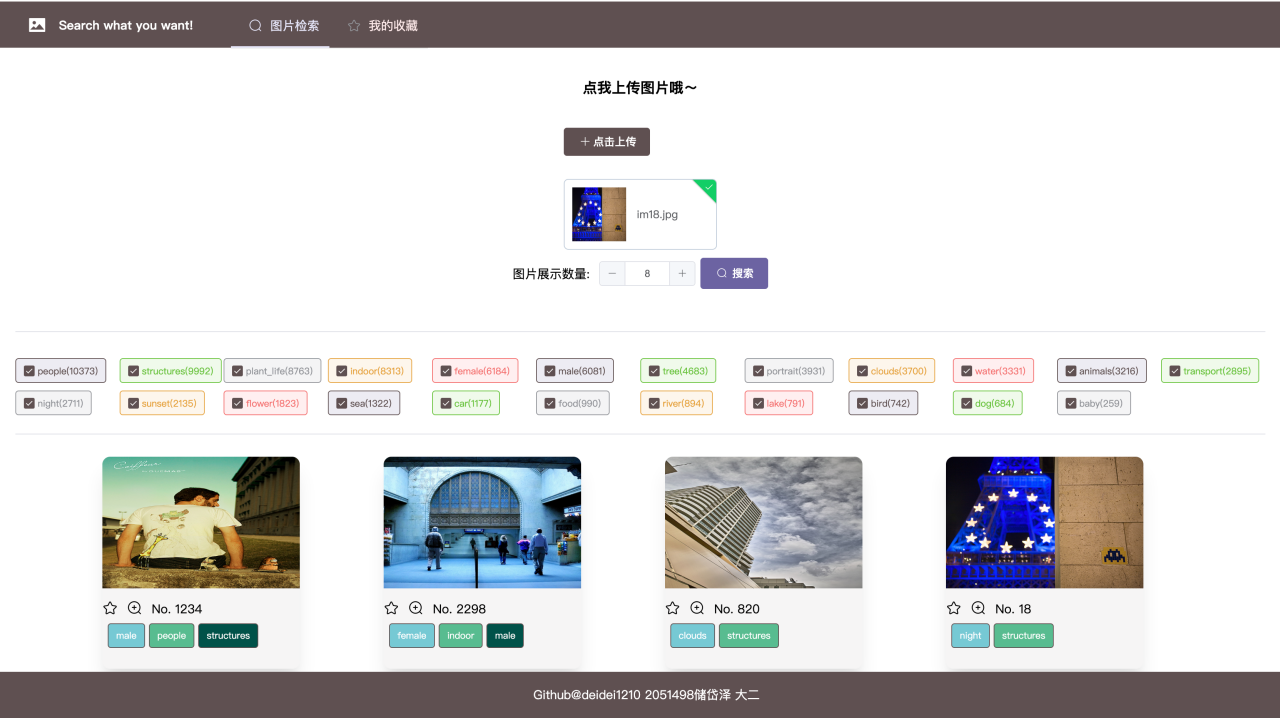 Search what you want! 图片检索 我的收藏
点我上传图片哦～
点击上传
im18.jpg
图片展示数量: 8 搜索
people(10373) structures(9992) plant_life(8763) indoor(8313) female(6184) male(6081) tree(4683) portrait(3931) clouds(3700) water(3331) animals(3216) transport(2895)
night(2711) sunset(2135) flower(1823) sea(1322) car(1177) food(990) river(894) lake(791) bird(742) dog(684) baby(259)
No. 1234 No. 2298 No. 820 No. 18
male people structures female indoor male clouds structures night structures
Github@deidei1210 2051498储岱泽 大二